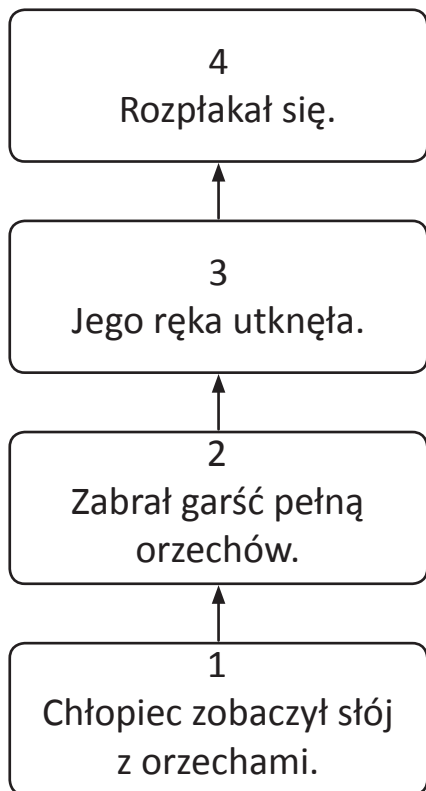 4
Rozpłakał się.
3
Jego ręka utknęła.
2
Zabrał garść pełną
orzechów.
1
Chłopiec zobaczył słój
z orzechami.